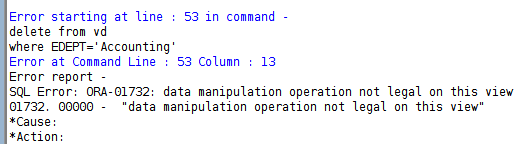 Error starting at line : 53 in command -
delete from vd
where EDEPT='Accounting'
Error at Command Line : 53 Column : 13
Error report -
SQL Error: ORA-01732: data manipulation operation not legal on this view
01732. 00000 -  "data manipulation operation not legal on this view"
*Cause:
*Action: